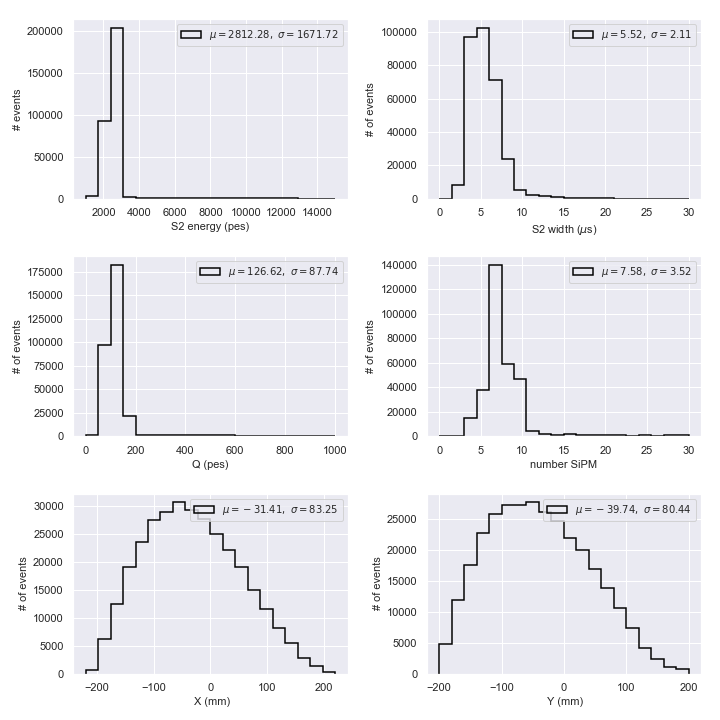 200000
150000
100000
50000
0
# events
μ = 2812.28, σ = 1671.72
2000 4000 6000 8000 10000 12000 14000
S2 energy (pes)
100000
80000
60000
40000
20000
0
# of events
μ = 5.52, σ = 2.11
0 5 10 15 20 25 30
S2 width (μs)
175000
150000
125000
100000
75000
50000
25000
0
# of events
μ = 126.62, σ = 87.74
0 200 400 600 800 1000
Q (pes)
140000
120000
100000
80000
60000
40000
20000
0
# of events
μ = 7.58, σ = 3.52
0 5 10 15 20 25 30
number SiPM
30000
25000
20000
15000
10000
5000
0
# of events
μ = −31.41, σ = 83.25
−200 −100 0 100 200
X (mm)
25000
20000
15000
10000
5000
0
# of events
μ = −39.74, σ = 80.44
−200 −100 0 100 200
Y (mm)